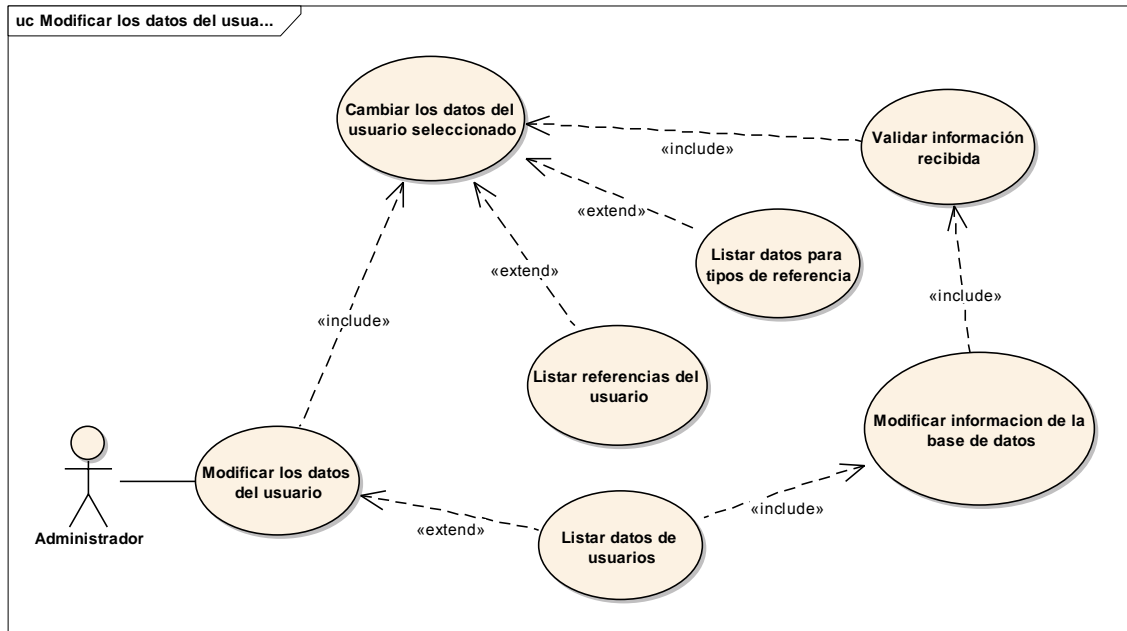 uc Modificar los datos del usua...
Cambiar los datos del
usuario seleccionado
Validar información
recibida
«include»
«extend»
Listar datos para
tipos de referencia
«extend»
«include»
«include»
Listar referencias del
usuario
Modificar informacion de la
base de datos
Modificar los datos
del usuario
«include»
«extend»
Listar datos de
usuarios
Administrador